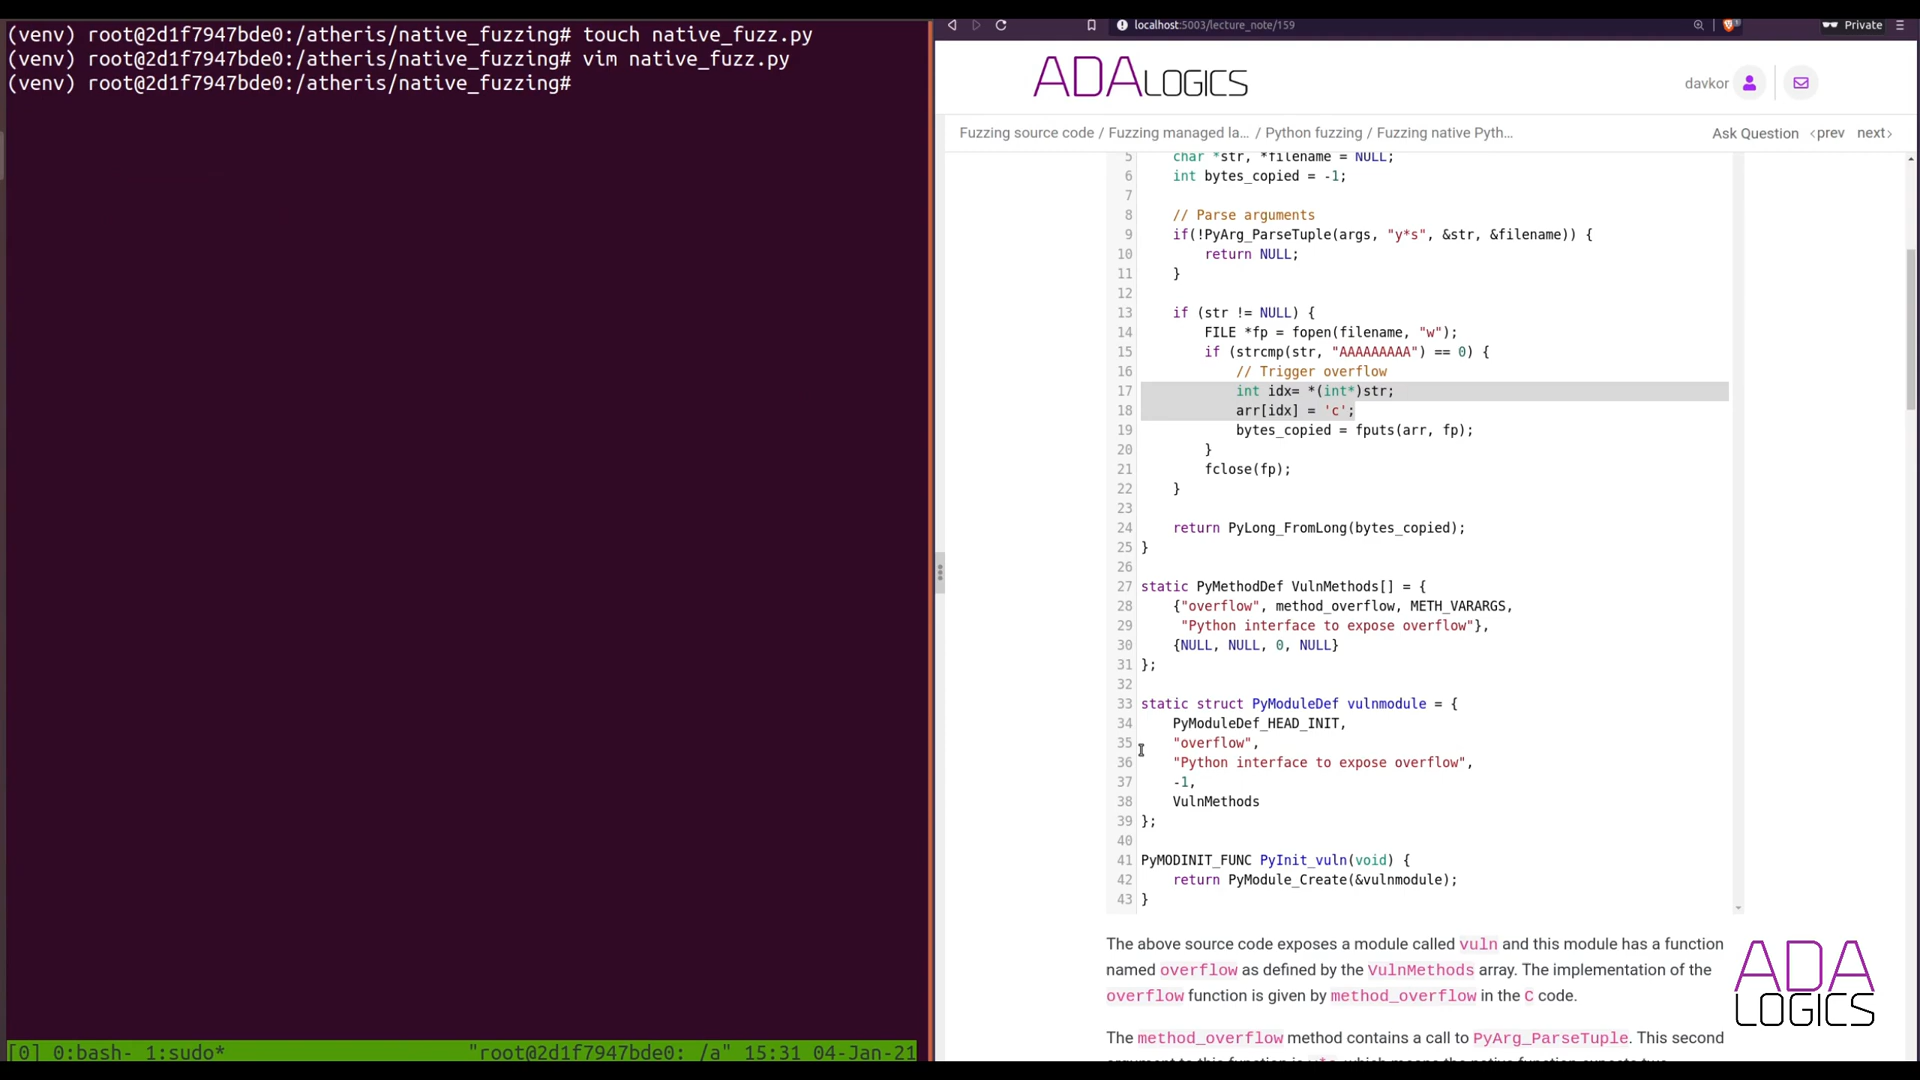 (venv) root@2d1f7947bde0:/atheris/native_fuzzing# touch native_fuzz.py
(venv) root@2d1f7947bde0:/atheris/native_fuzzing# vim native_fuzz.py
(venv) root@2d1f7947bde0:/atheris/native_fuzzing#
[0] 0:bash- 1:sudo* "root@2d1f7947bde0: /a" 15:31 04-Jan-21
localhost:5003/lecture_note/159
Private
ADALOGICS
davkor
Fuzzing source code / Fuzzing managed la... / Python fuzzing / Fuzzing native Pyth...
Ask Question ‹prev next›
5 char *str, *filename = NULL;
6 int bytes_copied = -1;
7
8 // Parse arguments
9 if(!PyArg_ParseTuple(args, "y*s", &str, &filename)) {
10 return NULL;
11 }
12
13 if (str != NULL) {
14 FILE *fp = fopen(filename, "w");
15 if (strcmp(str, "AAAAAAAAA") == 0) {
16 // Trigger overflow
17 int idx= *(int*)str;
18 arr[idx] = 'c';
19 bytes_copied = fputs(arr, fp);
20 }
21 fclose(fp);
22 }
23
24 return PyLong_FromLong(bytes_copied);
25 }
26
27 static PyMethodDef VulnMethods[] = {
28 {"overflow", method_overflow, METH_VARARGS,
29 "Python interface to expose overflow"},
30 {NULL, NULL, 0, NULL}
31 };
32
33 static struct PyModuleDef vulnmodule = {
34 PyModuleDef_HEAD_INIT,
35 "overflow",
36 "Python interface to expose overflow",
37 -1,
38 VulnMethods
39 };
40
41 PyMODINIT_FUNC PyInit_vuln(void) {
42 return PyModule_Create(&vulnmodule);
43 }
The above source code exposes a module called vuln and this module has a function
named overflow as defined by the VulnMethods array. The implementation of the
overflow function is given by method_overflow in the C code.
The method_overflow method contains a call to PyArg_ParseTuple. This second
ADA
LOGICS